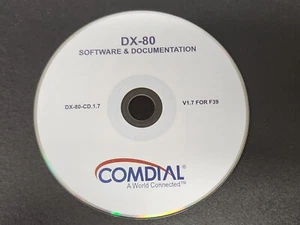 DX-80
SOFTWARE & DOCUMENTATION
DX-80-CD.1.7 V1.7 FOR F39
COMDIAL
A World Connected™